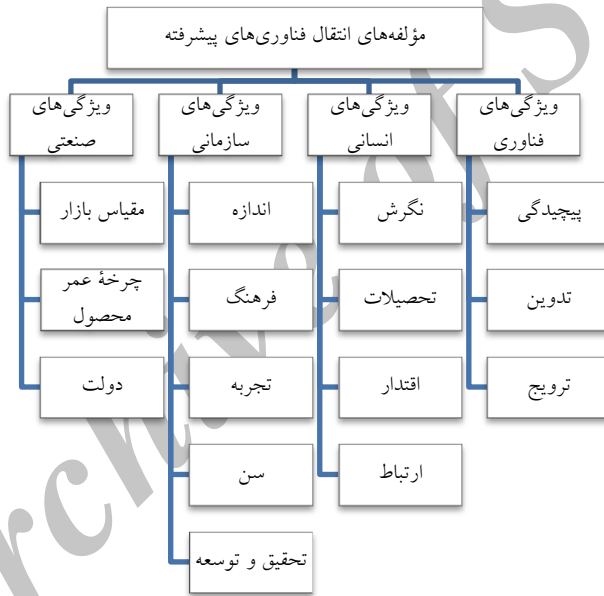 مؤلفه‌های انتقال فناوری‌های پیشرفته
ویژگی‌های
فناوری
پیچیدگی
تدوین
ترویج
ویژگی‌های
انسانی
نگرش
تحصیلات
اقتدار
ارتباط
ویژگی‌های
سازمانی
اندازه
فرهنگ
تجربه
سن
تحقیق و توسعه
ویژگی‌های
صنعتی
مقیاس بازار
چرخۀ عمر
محصول
دولت